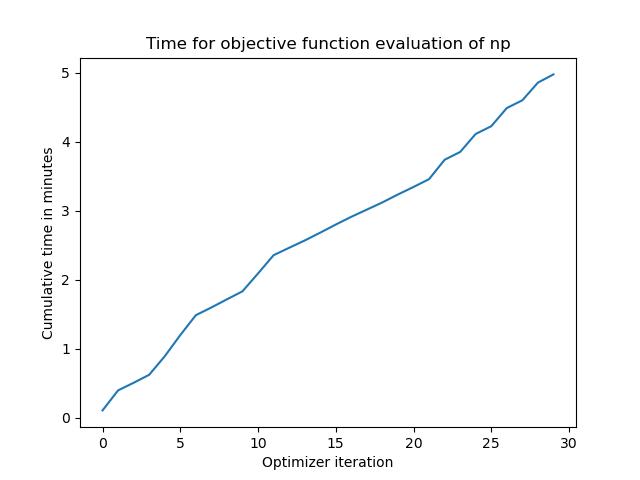 Time for objective function evaluation of np
Cumulative time in minutes
5
4
3
2
1
0
0 5 10 15 20 25 30
Optimizer iteration